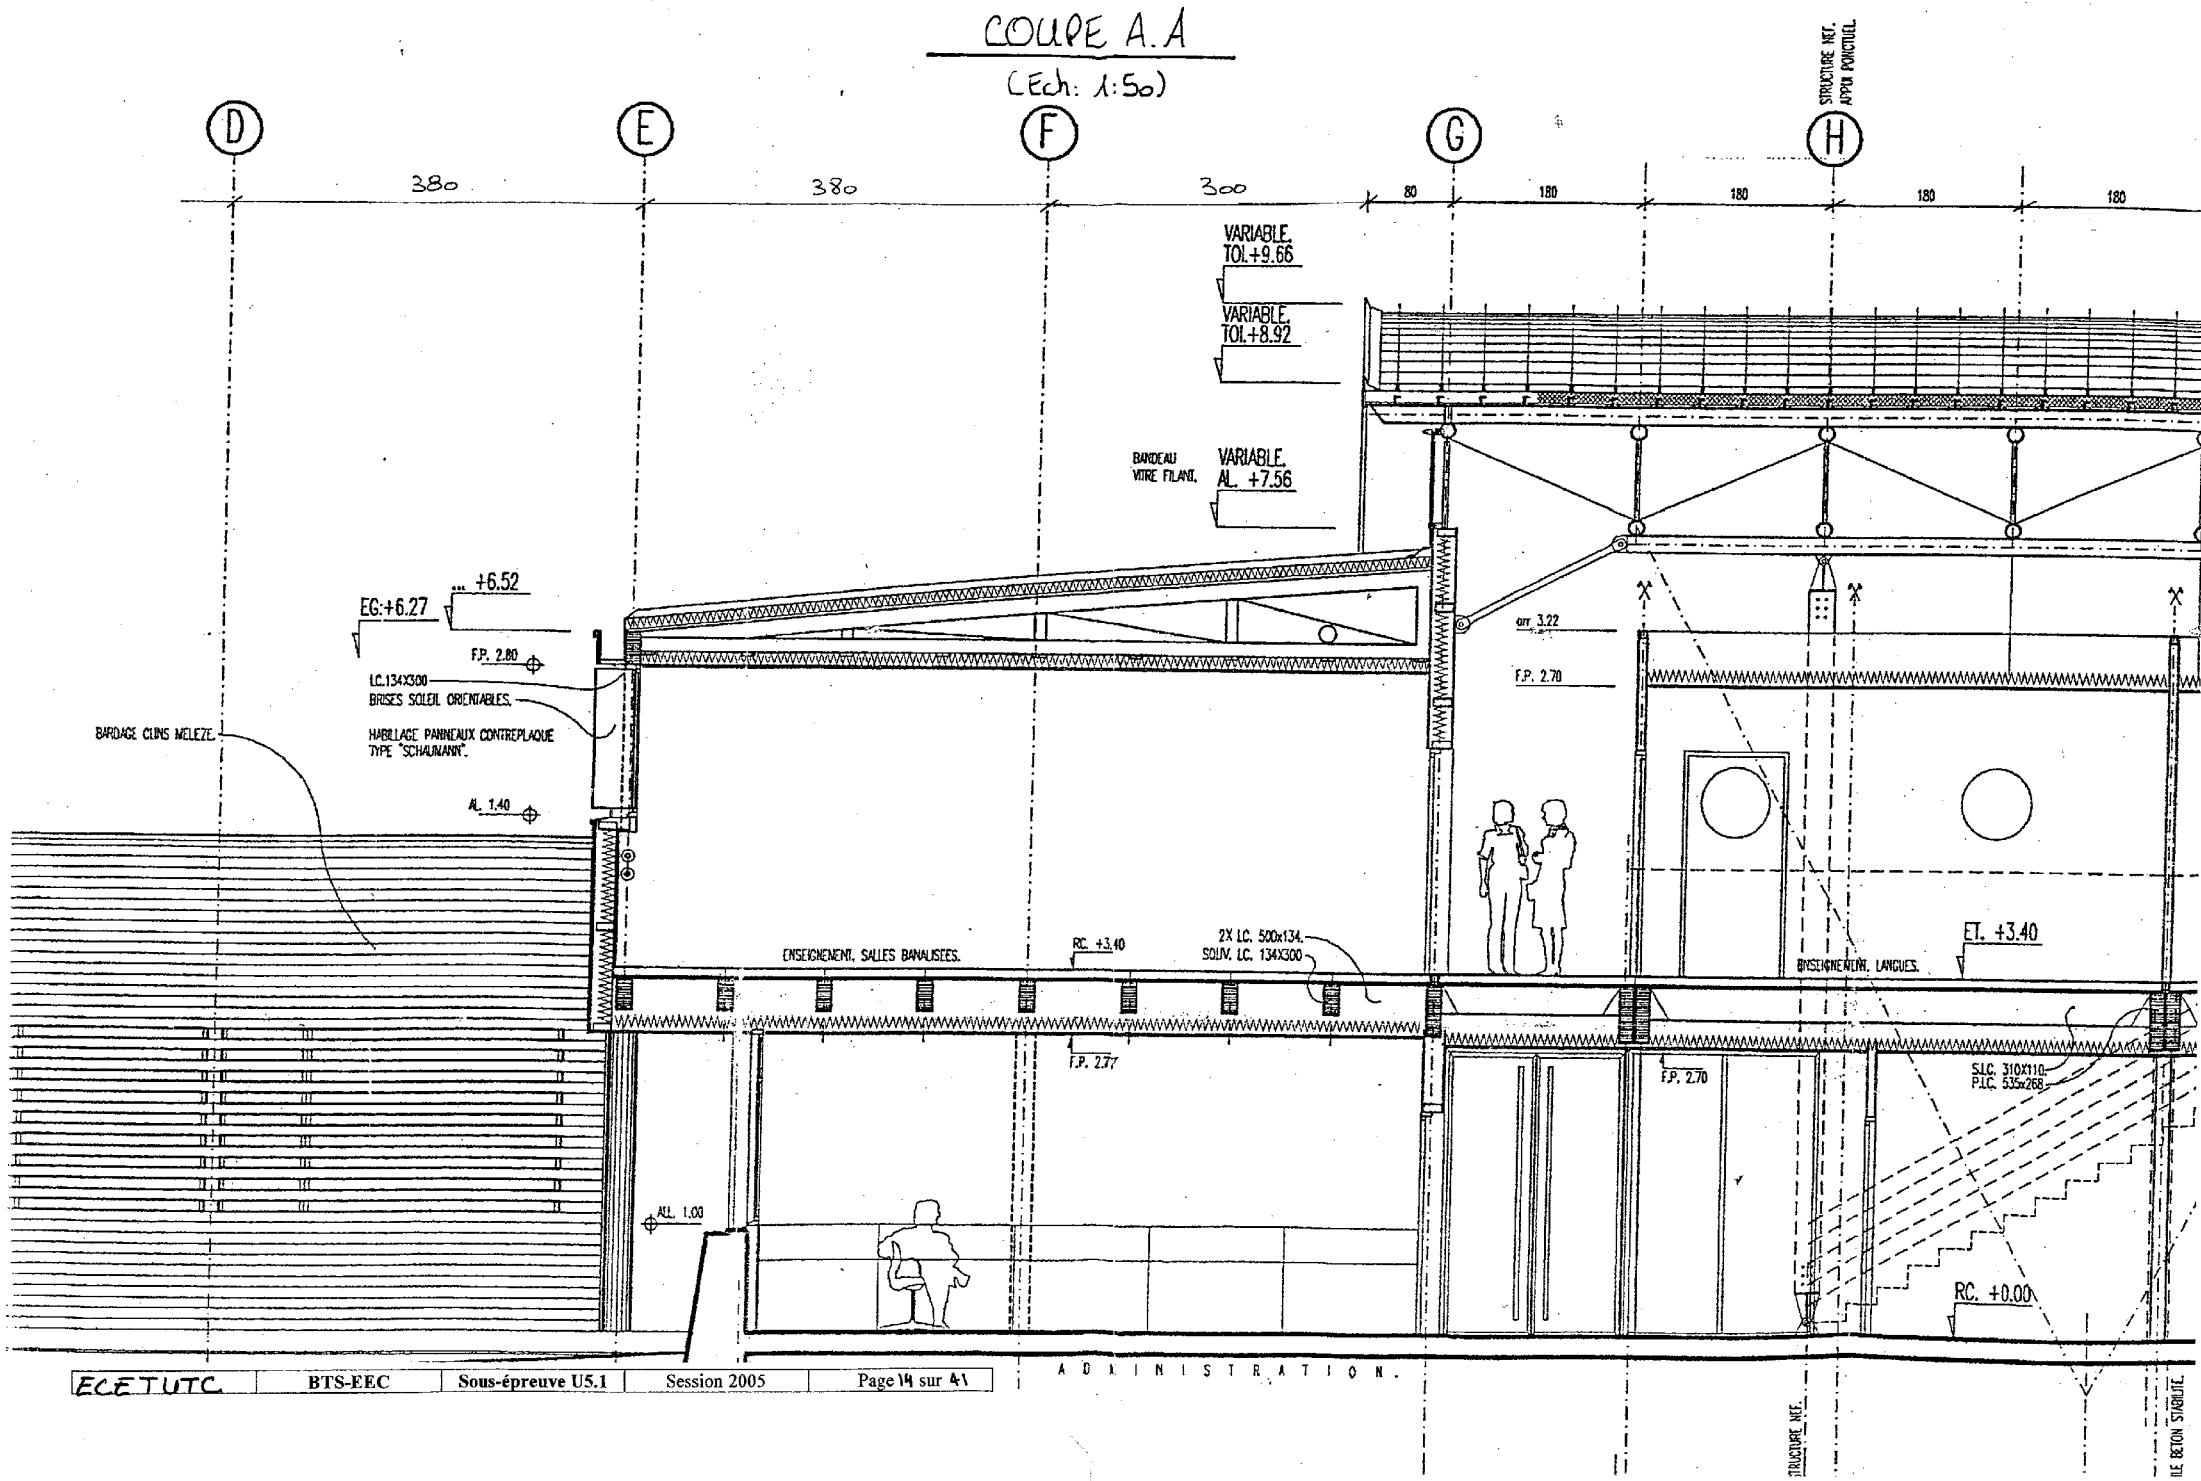 COUPE A.A
(Ech: 1:50)
STRUCTURE NEF.
APPUI PONCTUEL
D
E
F
G
H
380
380
300
80
180
180
180
180
VARIABLE.
TOI.+9.66
VARIABLE.
TOI.+8.92
BANDEAU
VITRE FILANT.
VARIABLE.
AL. +7.56
... +6.52
EG:+6.27
F.P. 2.80
LC.134X300
BRISES SOLEIL ORIENTABLES.
HABILLAGE PANNEAUX CONTREPLAQUE
TYPE "SCHAUMANN".
BARDAGE CLINS MELEZE.
AL. 1.40
arr 3.22
F.P. 2.70
ENSEIGNEMENT. SALLES BANALISEES.
RC. +3.40
2X LC. 500x134.
SOLIV. LC. 134X300
ET. +3.40
ENSEIGNEMENT. LANGUES.
F.P. 2.77
F.P. 2.70
S.LC. 310X110.
P.LC. 535x268
ALL. 1.00
RC. +0.00
ADMINISTRATION.
ECETUTC
BTS-EEC
Sous-épreuve U5.1
Session 2005
Page 14 sur 41
STRUCTURE NEF.
BETON STABILITE.